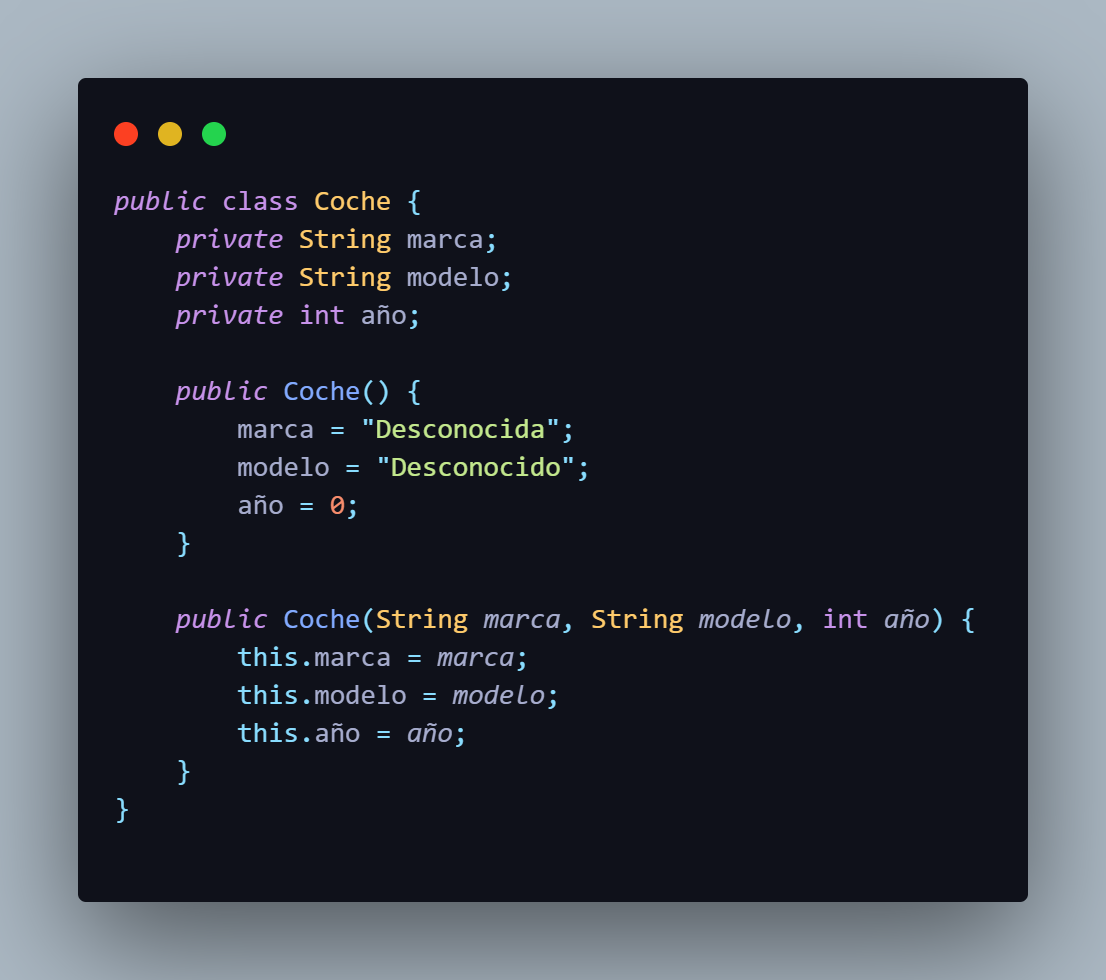 public class Coche {
    private String marca;
    private String modelo;
    private int año;

    public Coche() {
        marca = "Desconocida";
        modelo = "Desconocido";
        año = 0;
    }

    public Coche(String marca, String modelo, int año) {
        this.marca = marca;
        this.modelo = modelo;
        this.año = año;
    }
}